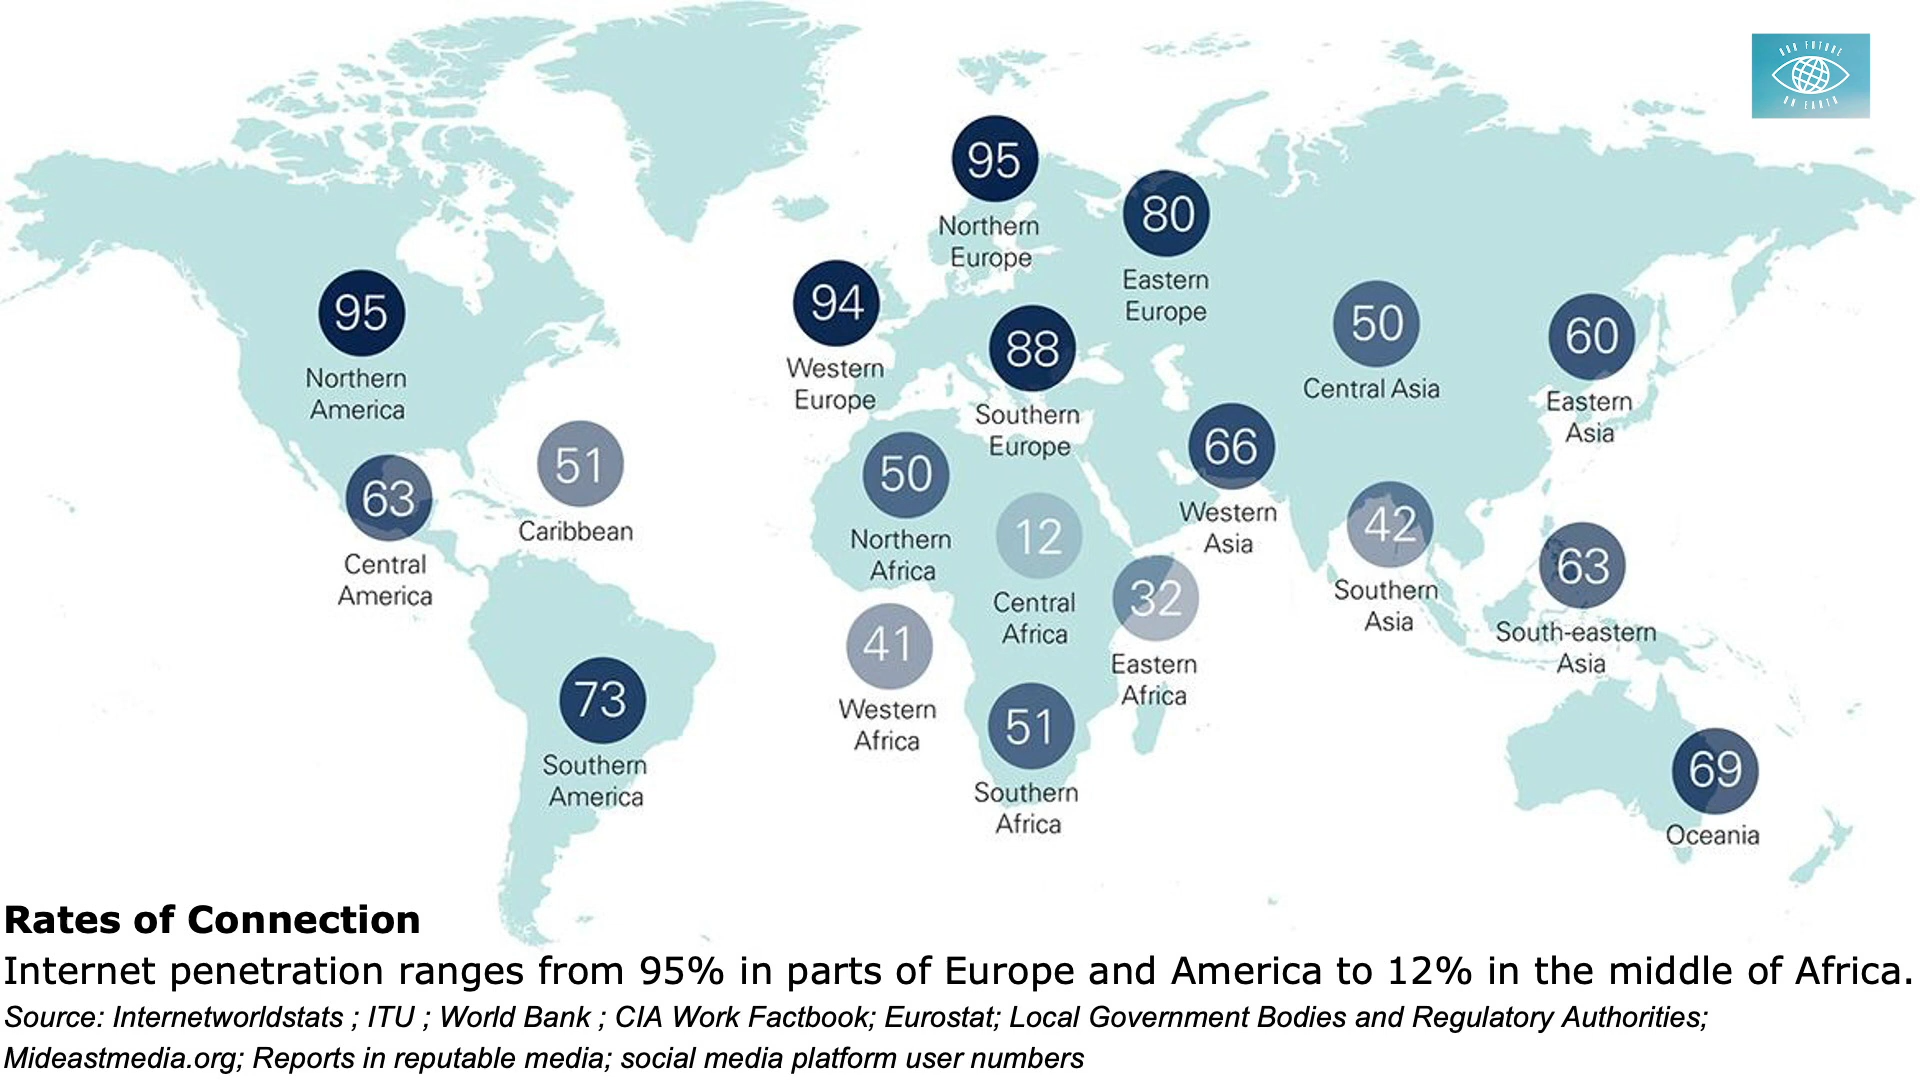 OUR FUTURE
ON EARTH
95
Northern
Europe
80
Eastern
Europe
95
Northern
America
94
Western
Europe
88
Southern
Europe
50
Central Asia
60
Eastern
Asia
63
Central
America
51
Caribbean
50
Northern
Africa
12
Central
Africa
66
Western
Asia
42
Southern
Asia
63
South-eastern
Asia
32
Eastern
Africa
41
Western
Africa
73
Southern
America
51
Southern
Africa
69
Oceania
Rates of Connection
Internet penetration ranges from 95% in parts of Europe and America to 12% in the middle of Africa.
Source: Internetworldstats ; ITU ; World Bank ; CIA Work Factbook; Eurostat; Local Government Bodies and Regulatory Authorities;
Mideastmedia.org; Reports in reputable media; social media platform user numbers